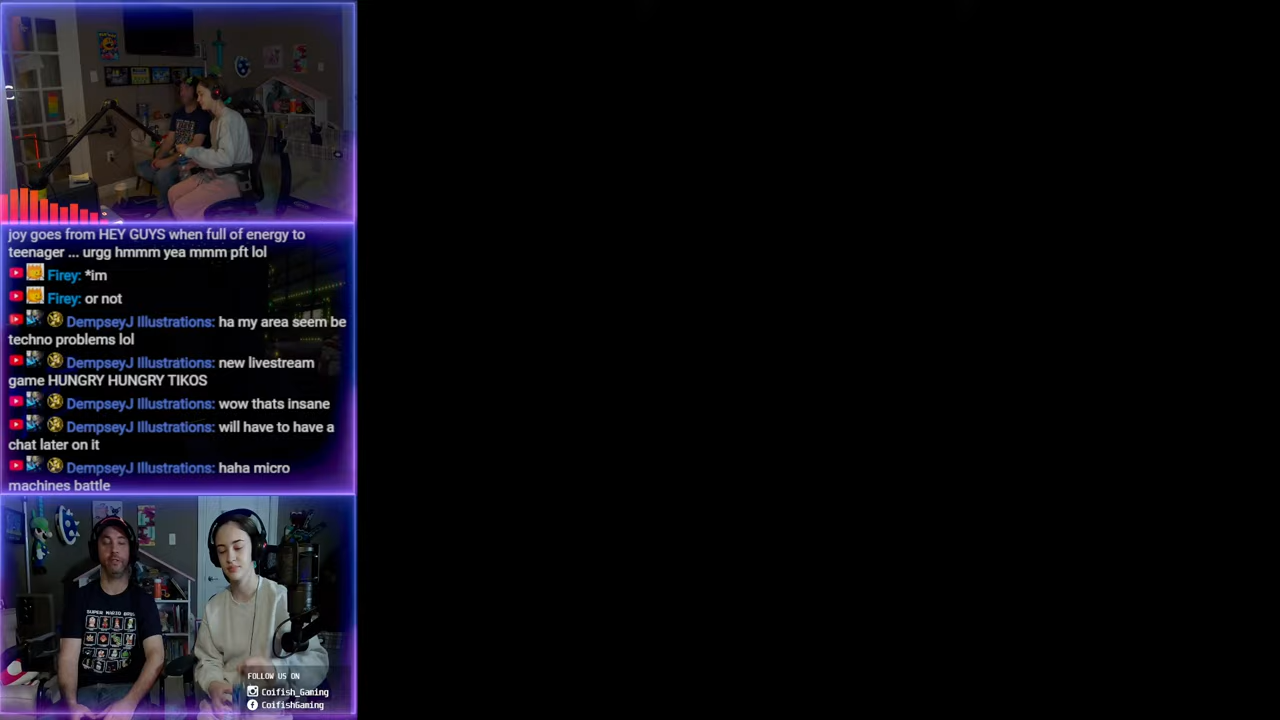 joy goes from HEY GUYS when full of energy to
teenager ... urgg hmmm yea mmm pft lol
Firey: *im
Firey: or not
DempseyJ Illustrations: ha my area seem be
techno problems lol
DempseyJ Illustrations: new livestream
game HUNGRY HUNGRY TIKOS
DempseyJ Illustrations: wow thats insane
DempseyJ Illustrations: will have to have a
chat later on it
DempseyJ Illustrations: haha micro
machines battle
SUPER MARIO BROS.
FOLLOW US ON
Coifish_Gaming
CoifishGaming